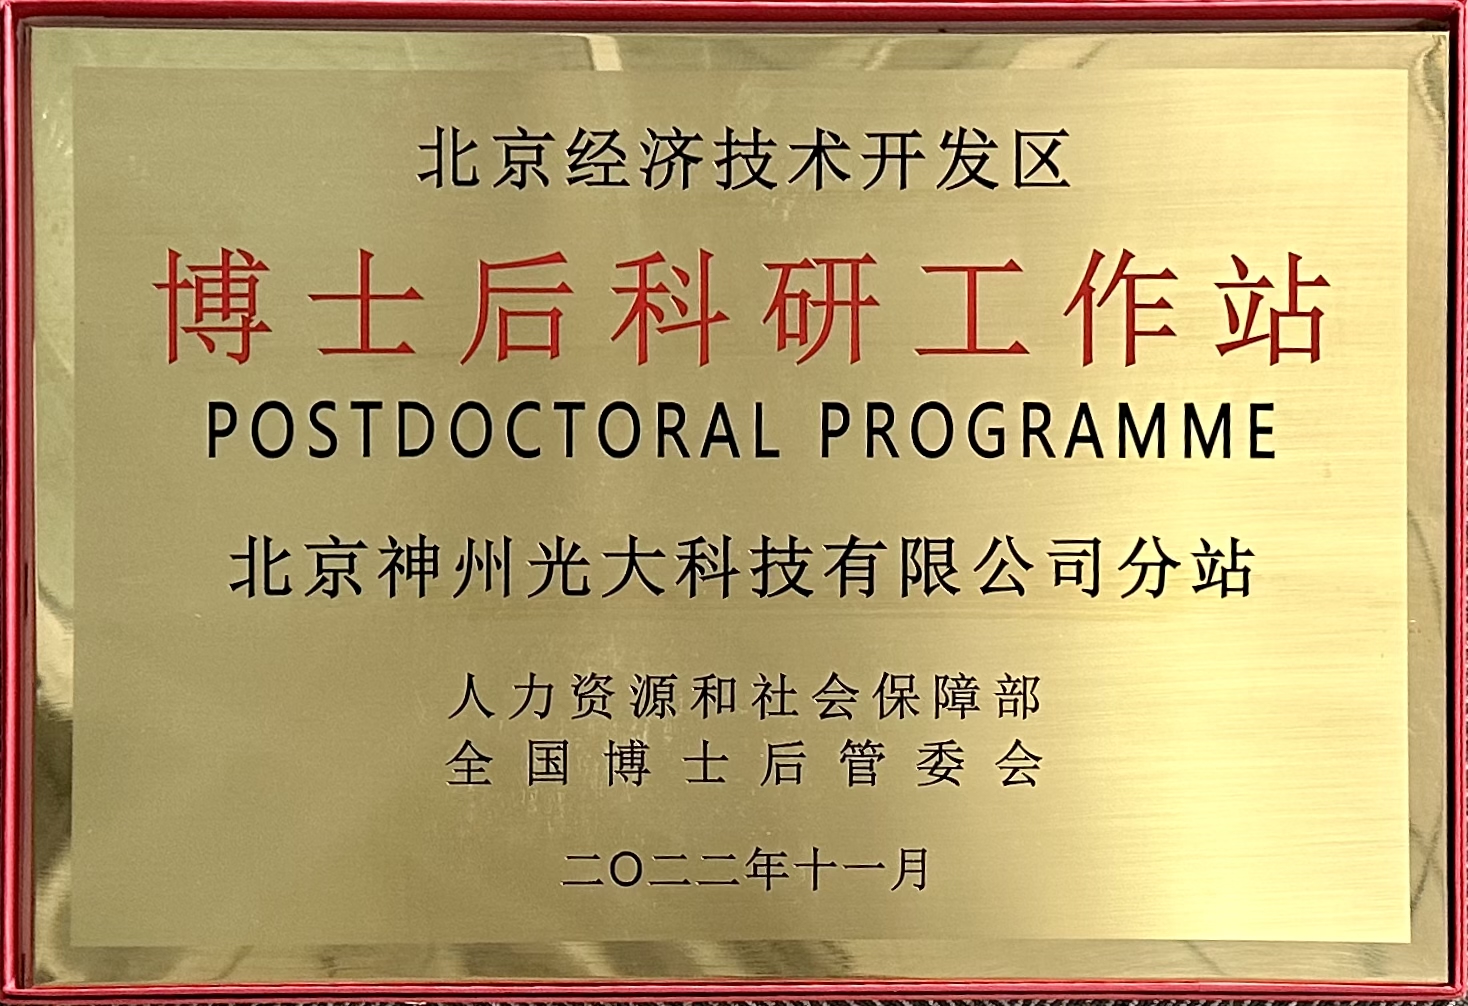 北京经济技术开发区
博士后科研工作站
POSTDOCTORAL PROGRAMME
北京神州光大科技有限公司分站
人力资源和社会保障部
全国博士后管委会
二〇二二年十一月